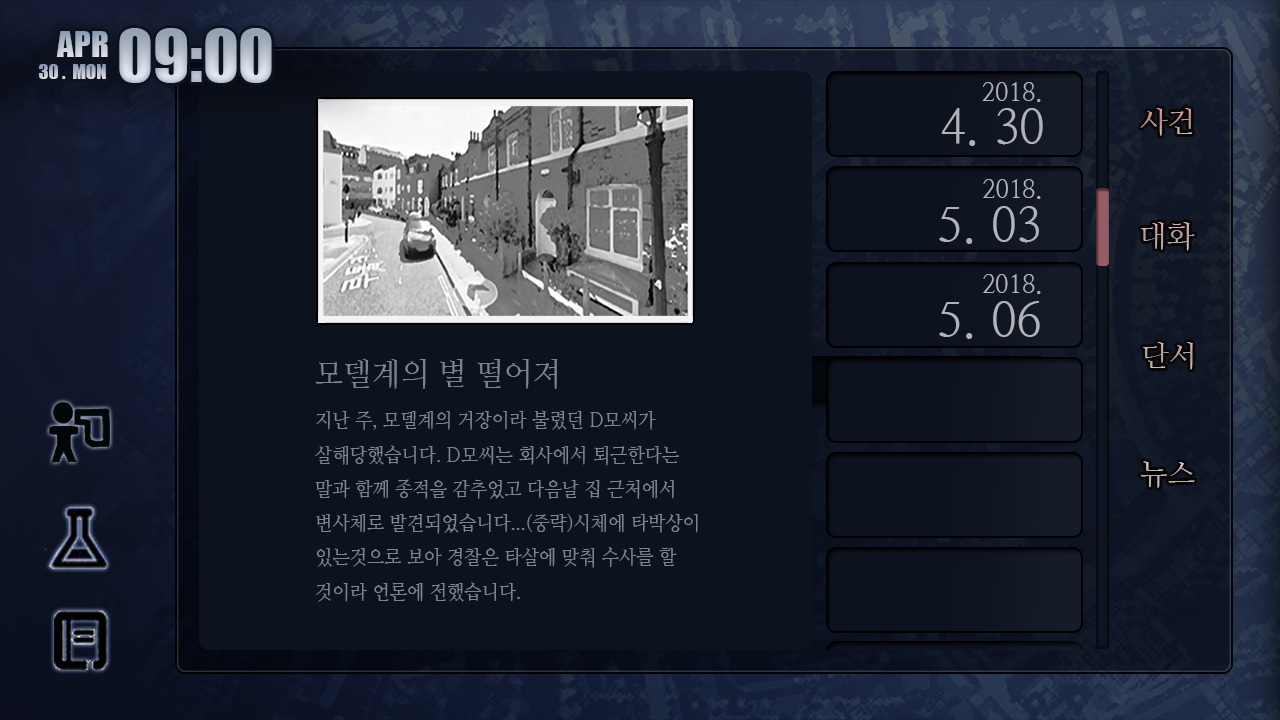 APR
30. MON
09:00
모델계의 별 떨어져
지난 주, 모델계의 거장이라 불렸던 D모씨가
살해당했습니다. D모씨는 회사에서 퇴근한다는
말과 함께 종적을 감추었고 다음날 집 근처에서
변사체로 발견되었습니다...(중략)시체에 타박상이
있는것으로 보아 경찰은 타살에 맞춰 수사를 할
것이라 언론에 전했습니다.
2018.
4. 30
2018.
5. 03
2018.
5. 06
사건
대화
단서
뉴스